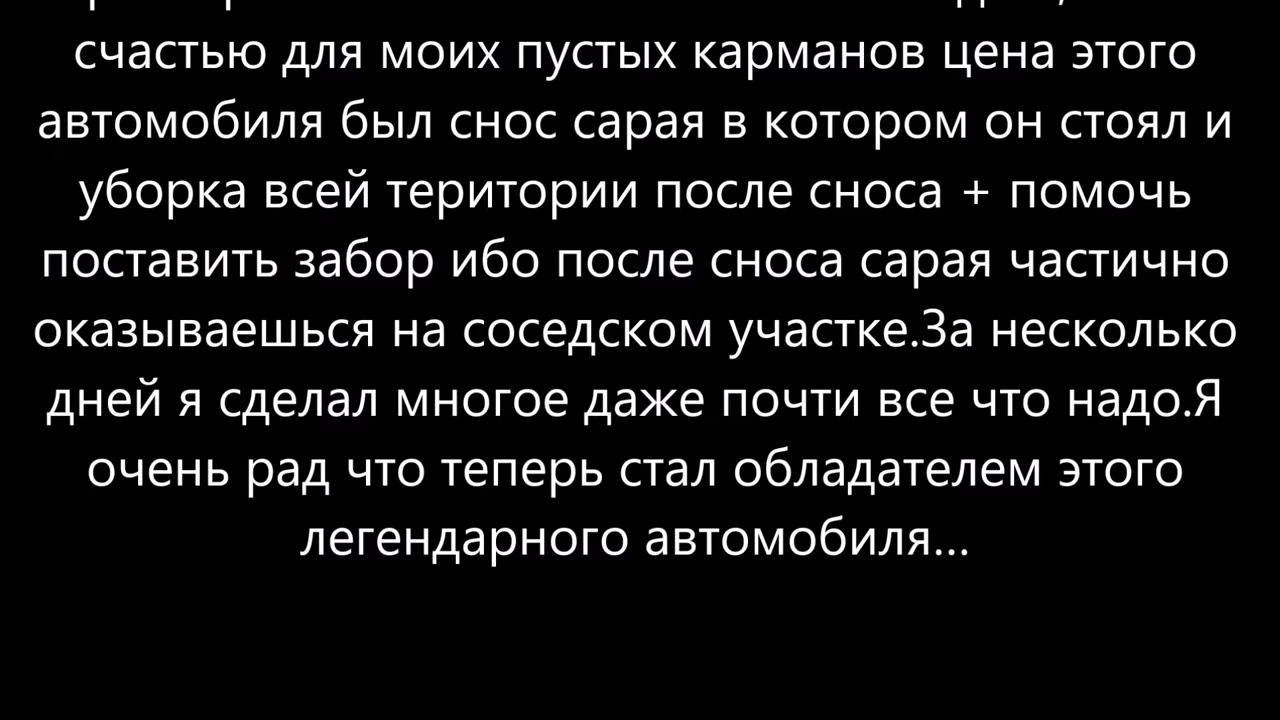 счастью для моих пустых карманов цена этого
автомобиля был снос сарая в котором он стоял и
уборка всей територии после сноса + помочь
поставить забор ибо после сноса сарая частично
оказываешься на соседском участке.За несколько
дней я сделал многое даже почти все что надо.Я
очень рад что теперь стал обладателем этого
легендарного автомобиля...